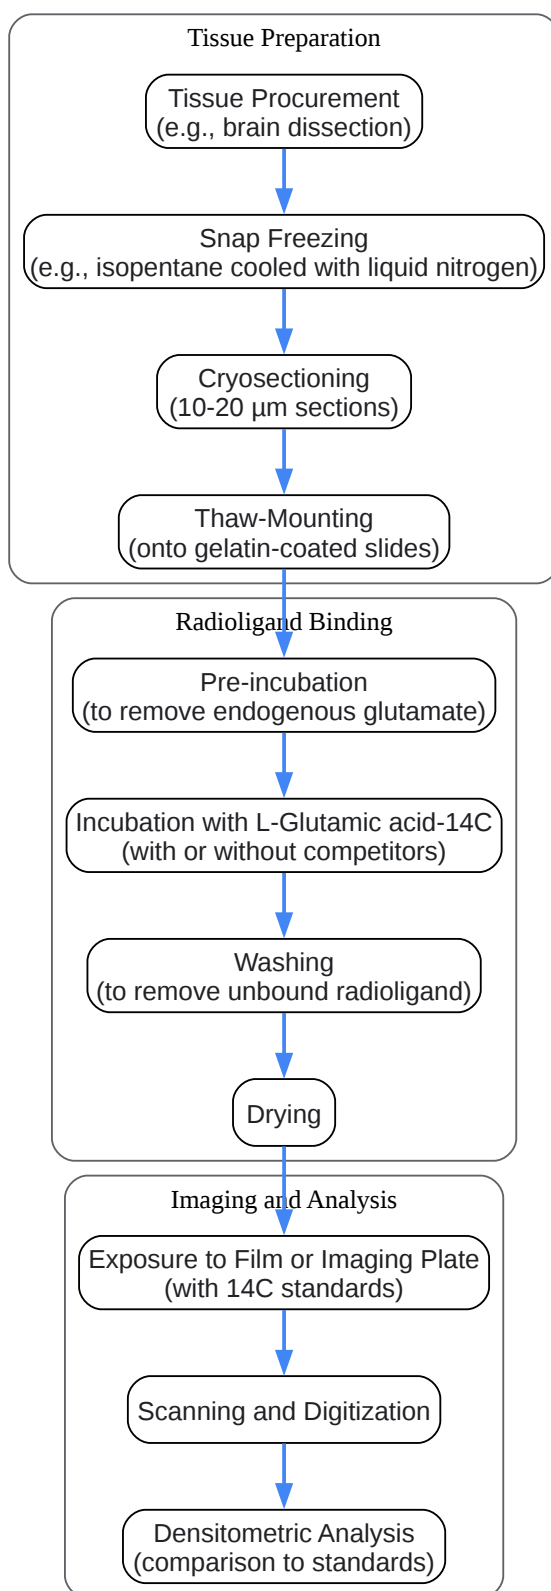 Tissue Preparation
Tissue Procurement
(e.g., brain dissection)
Snap Freezing
(e.g., isopentane cooled with liquid nitrogen)
Cryosectioning
(10-20 µm sections)
Thaw-Mounting
(onto gelatin-coated slides)
Radioligand Binding
Pre-incubation
(to remove endogenous glutamate)
Incubation with L-Glutamic acid-14C
(with or without competitors)
Washing
(to remove unbound radioligand)
Drying
Imaging and Analysis
Exposure to Film or Imaging Plate
(with 14C standards)
Scanning and Digitization
Densitometric Analysis
(comparison to standards)